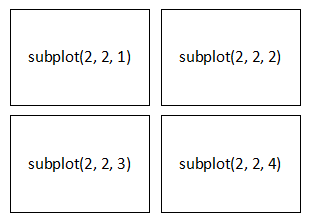 subplot(2, 2, 1)
subplot(2, 2, 2)
subplot(2, 2, 3)
subplot(2, 2, 4)